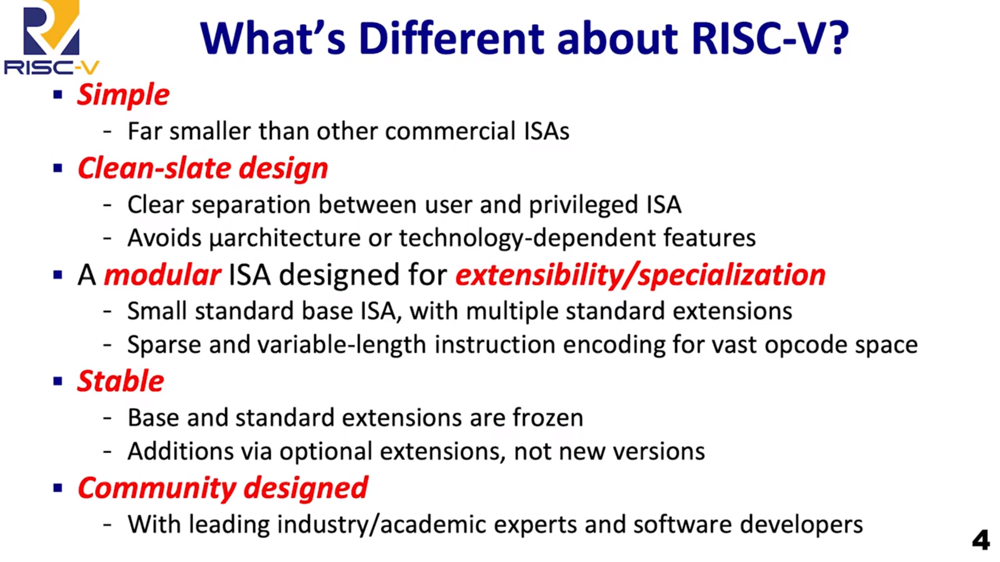 RISC-V
What's Different about RISC-V?
▪ Simple
- Far smaller than other commercial ISAs
▪ Clean-slate design
- Clear separation between user and privileged ISA
- Avoids µarchitecture or technology-dependent features
▪ A modular ISA designed for extensibility/specialization
- Small standard base ISA, with multiple standard extensions
- Sparse and variable-length instruction encoding for vast opcode space
▪ Stable
- Base and standard extensions are frozen
- Additions via optional extensions, not new versions
▪ Community designed
- With leading industry/academic experts and software developers
4